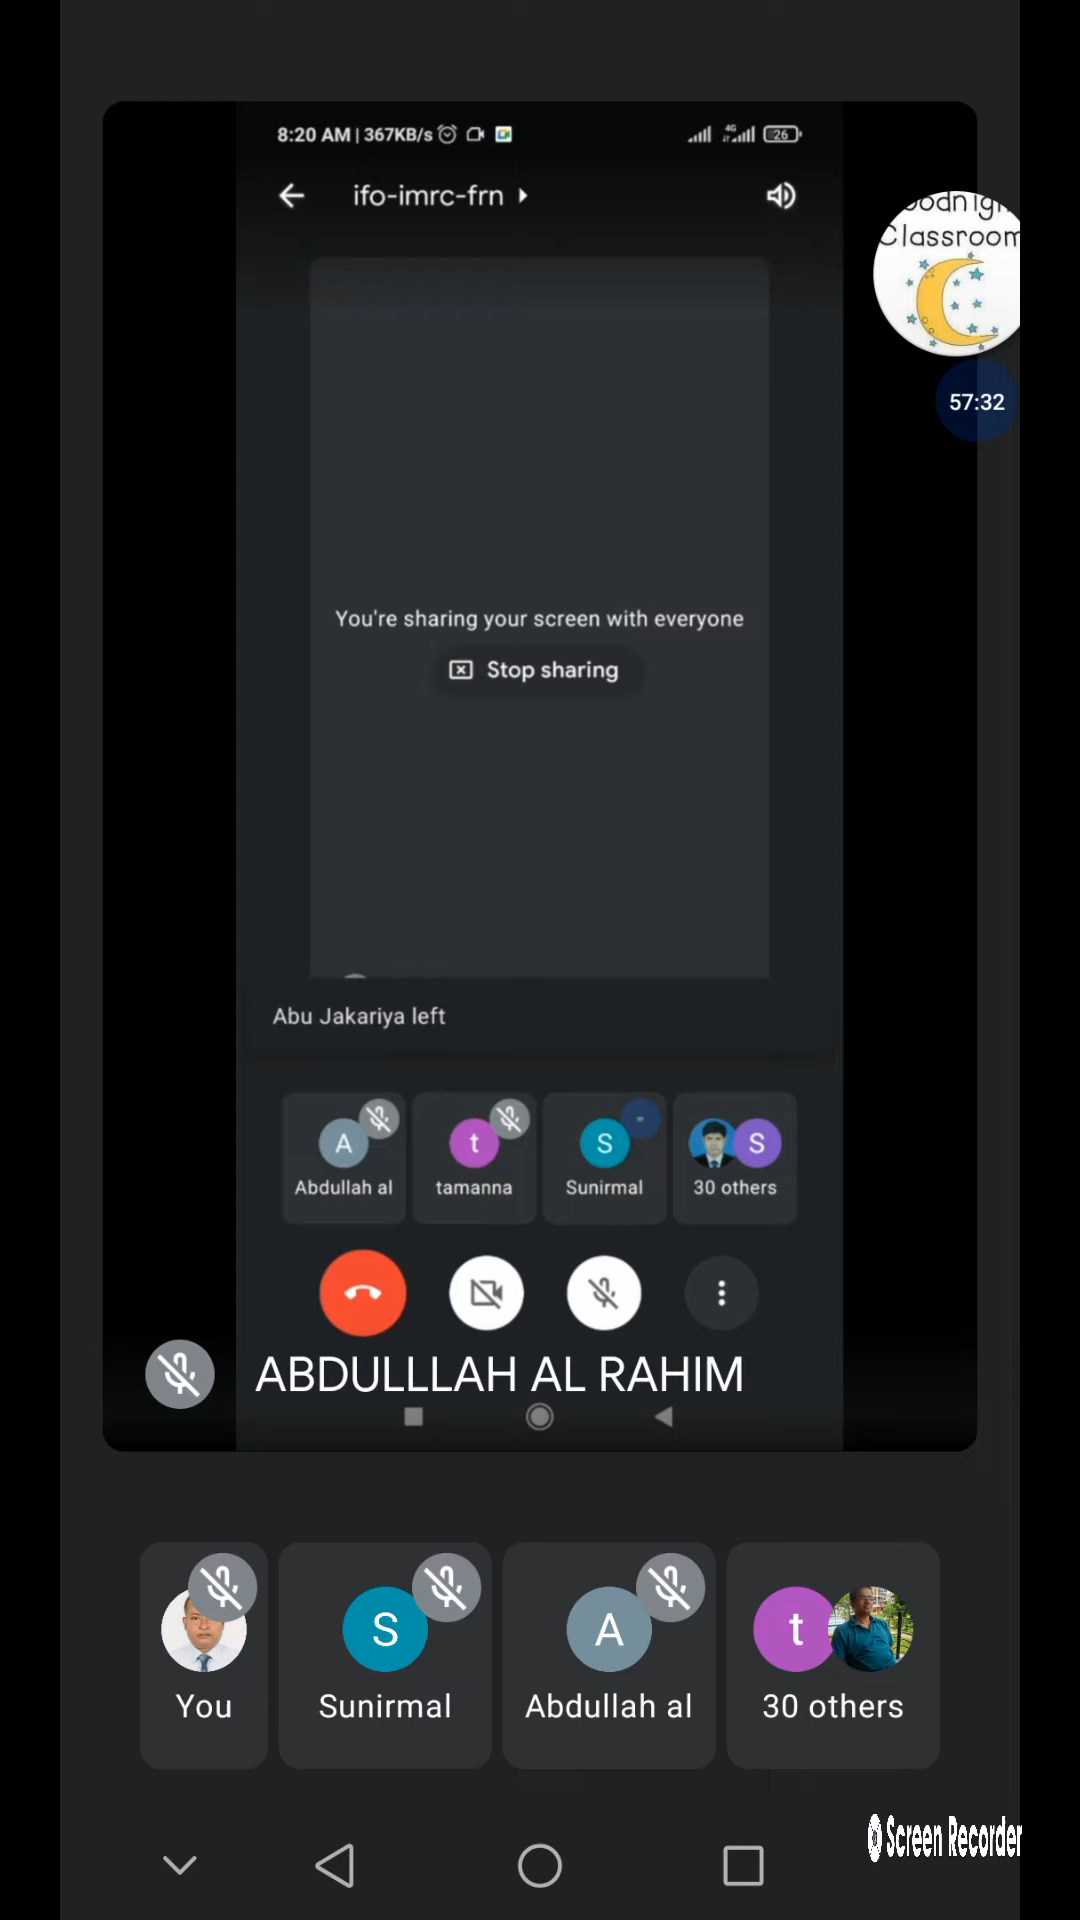 8:20 AM | 367KB/s
4G
26
ifo-imrc-frn
Classroom
57:32
You're sharing your screen with everyone
Stop sharing
Abu Jakariya left
A
t
S
S
Abdullah al
tamanna
Sunirmal
30 others
ABDULLLAH AL RAHIM
S
A
t
You
Sunirmal
Abdullah al
30 others
Screen Recorder